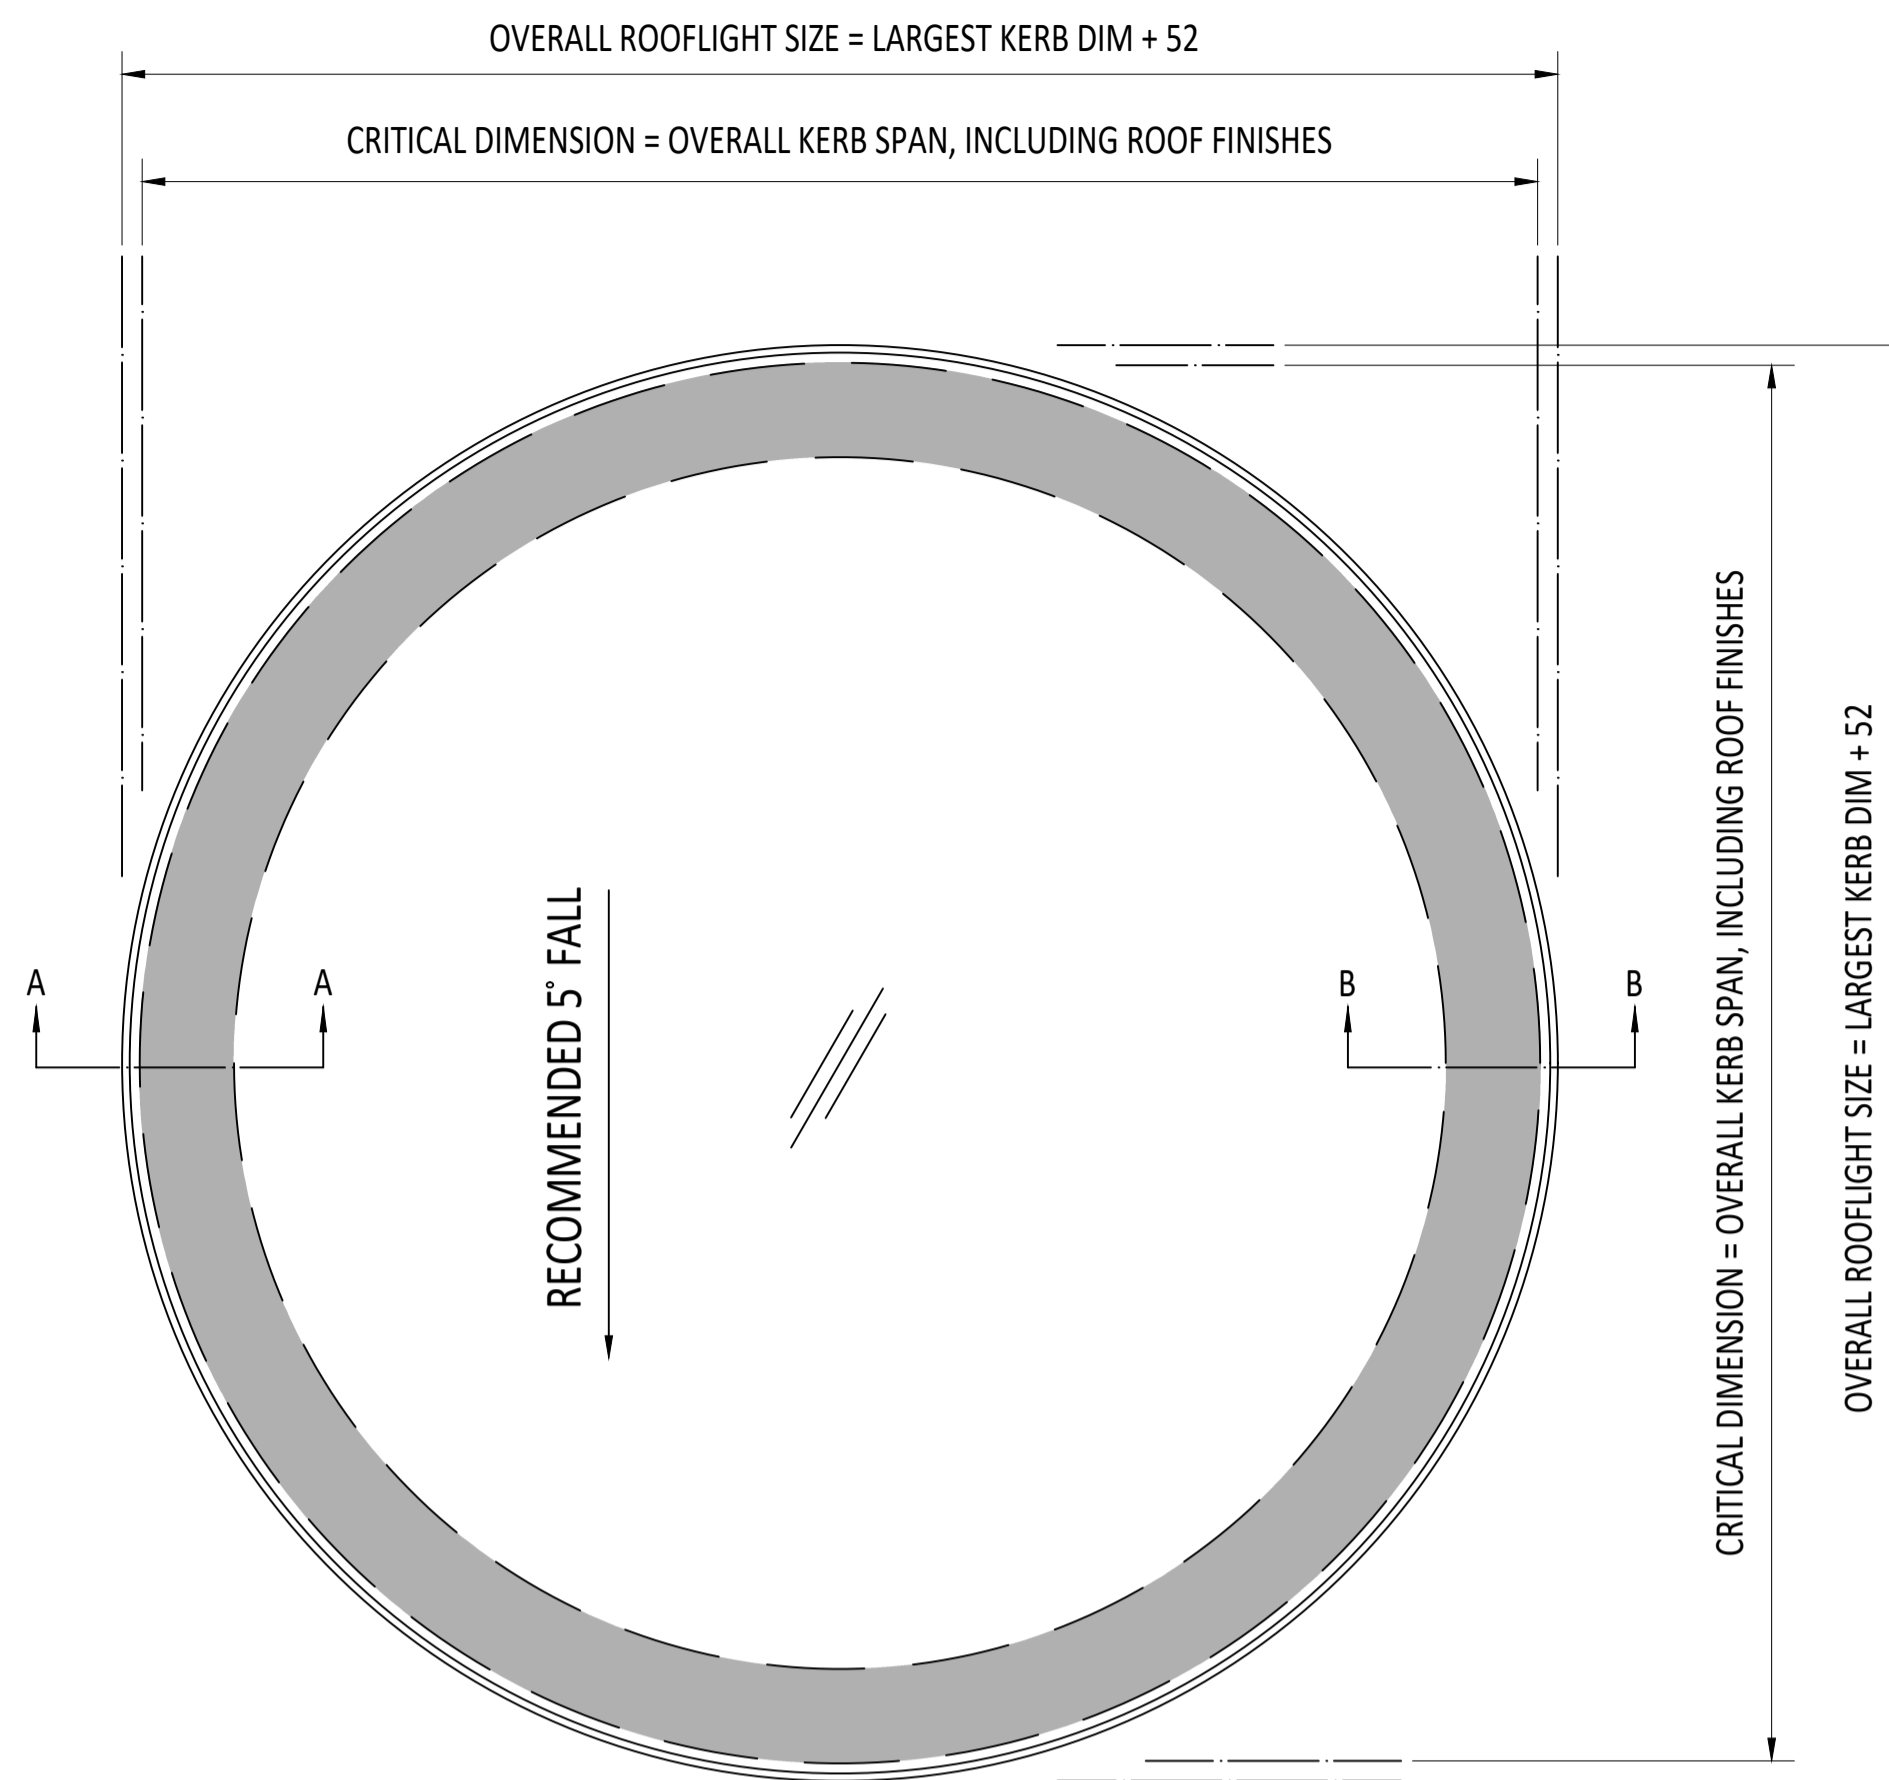 OVERALL ROOFLIGHT SIZE = LARGEST KERB DIM + 52
CRITICAL DIMENSION = OVERALL KERB SPAN, INCLUDING ROOF FINISHES
A
A
RECOMMENDED 5° FALL
B
B
CRITICAL DIMENSION = OVERALL KERB SPAN, INCLUDING ROOF FINISHES
OVERALL ROOFLIGHT SIZE = LARGEST KERB DIM + 52